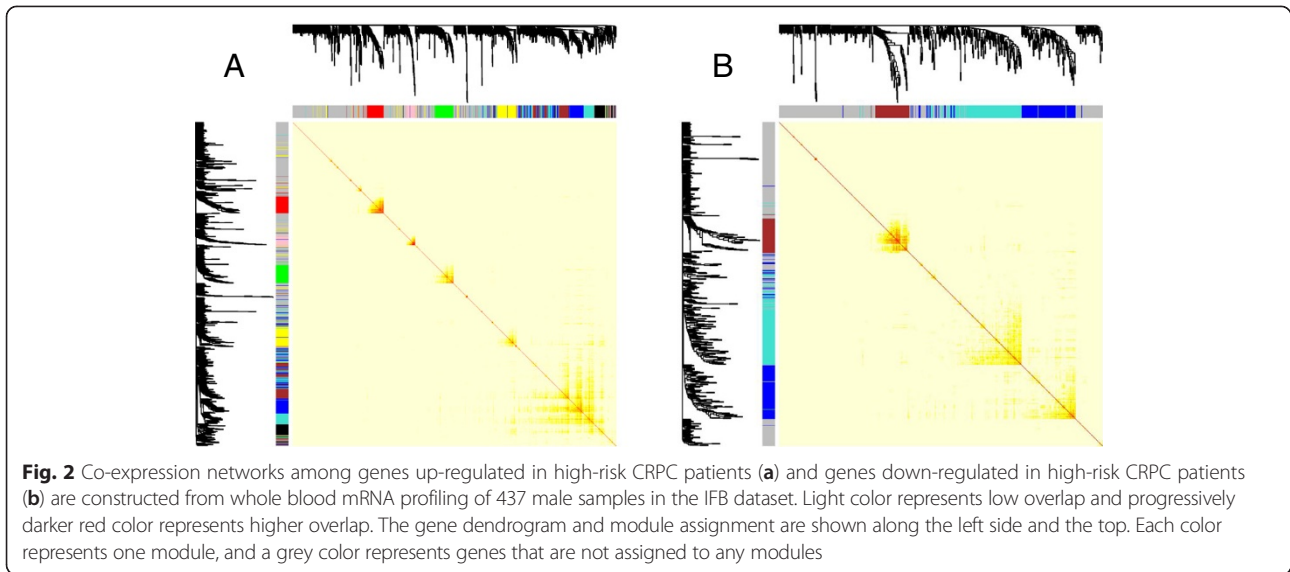 A
B
Fig. 2 Co-expression networks among genes up-regulated in high-risk CRPC patients (a) and genes down-regulated in high-risk CRPC patients
(b) are constructed from whole blood mRNA profiling of 437 male samples in the IFB dataset. Light color represents low overlap and progressively
darker red color represents higher overlap. The gene dendrogram and module assignment are shown along the left side and the top. Each color
represents one module, and a grey color represents genes that are not assigned to any modules